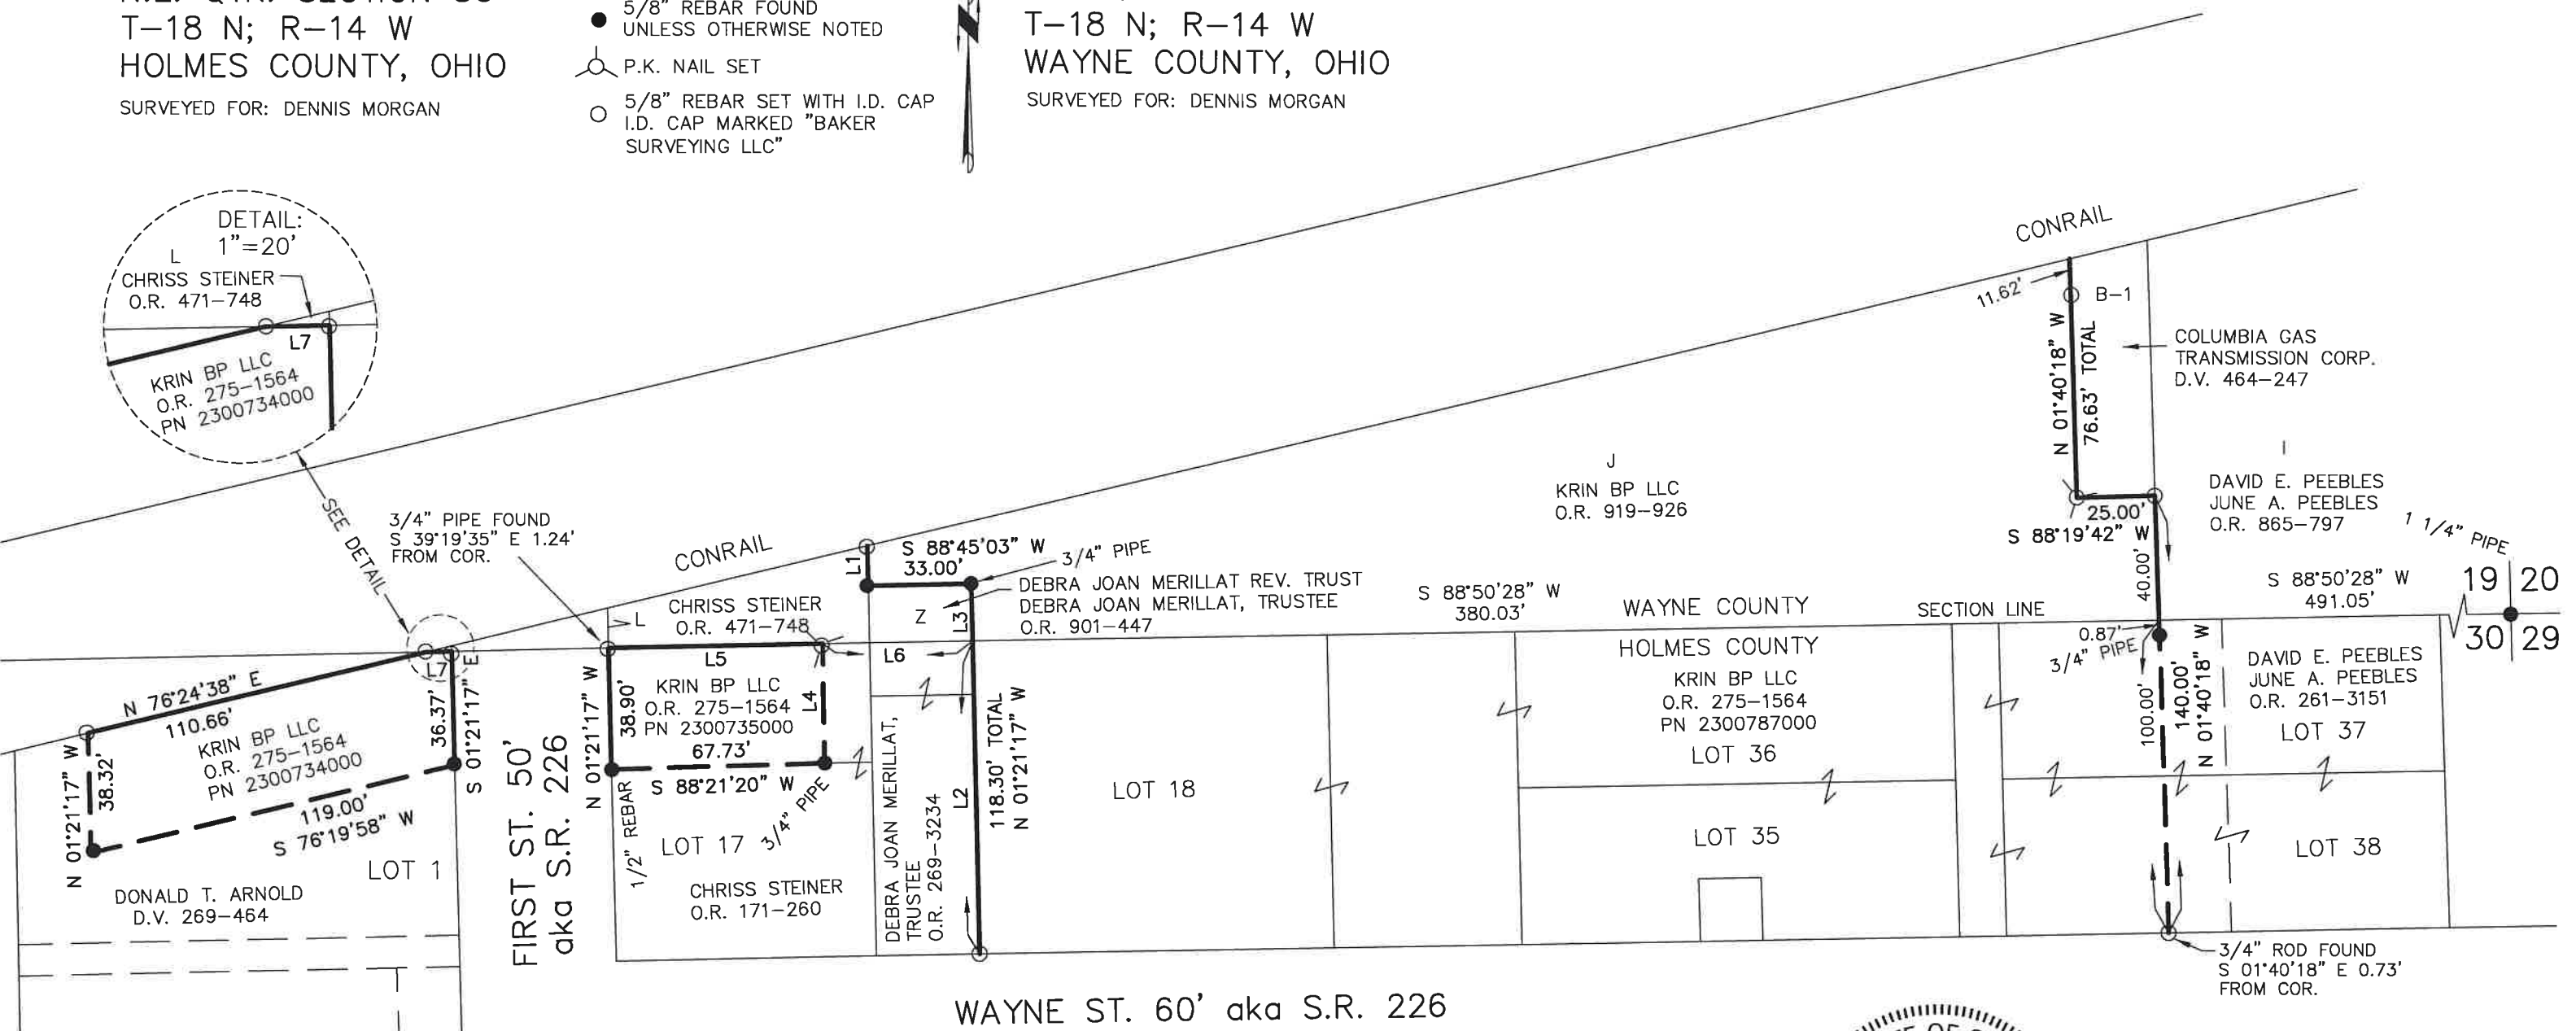 T-18 N; R-14 W
HOLMES COUNTY, OHIO
SURVEYED FOR: DENNIS MORGAN
5/8" REBAR FOUND
UNLESS OTHERWISE NOTED
P.K. NAIL SET
5/8" REBAR SET WITH I.D. CAP
I.D. CAP MARKED "BAKER
SURVEYING LLC"
N
T-18 N; R-14 W
WAYNE COUNTY, OHIO
SURVEYED FOR: DENNIS MORGAN
DETAIL:
1"=20'
L
CHRISS STEINER
O.R. 471-748
L7
KRIN BP LLC
O.R. 275-1564
PN 2300734000
SEE DETAIL
3/4" PIPE FOUND
S 39°19'35" E 1.24'
FROM COR.
CONRAIL
CONRAIL
11.62'
B-1
N 01°40'18" W
76.63' TOTAL
COLUMBIA GAS
TRANSMISSION CORP.
D.V. 464-247
J
KRIN BP LLC
O.R. 919-926
I
DAVID E. PEEBLES
JUNE A. PEEBLES
O.R. 865-797
1 1/4" PIPE
25.00'
S 88°19'42" W
40.00'
S 88°50'28" W
491.05'
19 20
30 29
L1
S 88°45'03" W
33.00'
3/4" PIPE
DEBRA JOAN MERILLAT REV. TRUST
DEBRA JOAN MERILLAT, TRUSTEE
O.R. 901-447
Z
L3
S 88°50'28" W
380.03'
WAYNE COUNTY
SECTION LINE
HOLMES COUNTY
KRIN BP LLC
O.R. 275-1564
PN 2300787000
LOT 36
LOT 35
L
CHRISS STEINER
O.R. 471-748
L5
L6
N 76°24'38" E
110.66'
KRIN BP LLC
O.R. 275-1564
PN 2300734000
L7
36.37'
S 01°21'17" E
N 01°21'17" W
38.32'
119.00'
S 76°19'58" W
LOT 1
DONALD T. ARNOLD
D.V. 269-464
FIRST ST. 50'
aka S.R. 226
N 01°21'17" W
38.90'
KRIN BP LLC
O.R. 275-1564
PN 2300735000
L4
67.73'
S 88°21'20" W
1/2" REBAR
LOT 17
3/4" PIPE
CHRISS STEINER
O.R. 171-260
DEBRA JOAN MERILLAT,
TRUSTEE
O.R. 269-3234
L2
118.30' TOTAL
N 01°21'17" W
LOT 18
0.87'
3/4" PIPE
100.00'
140.00'
N 01°40'18" W
DAVID E. PEEBLES
JUNE A. PEEBLES
O.R. 261-3151
LOT 37
LOT 38
3/4" ROD FOUND
S 01°40'18" E 0.73'
FROM COR.
WAYNE ST. 60' aka S.R. 226